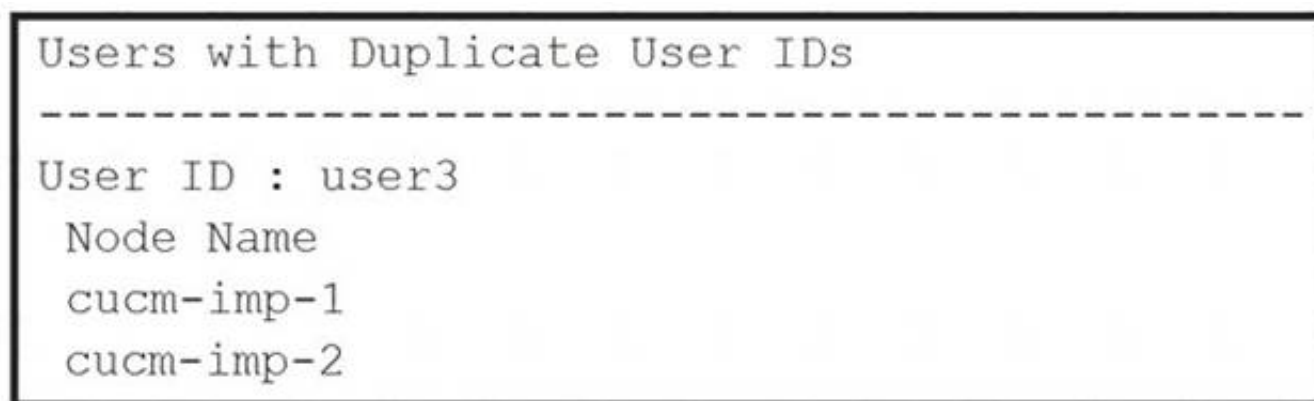 Users with Duplicate User IDs
---------------------------------------------
User ID : user3
Node Name
cucm-imp-1
cucm-imp-2